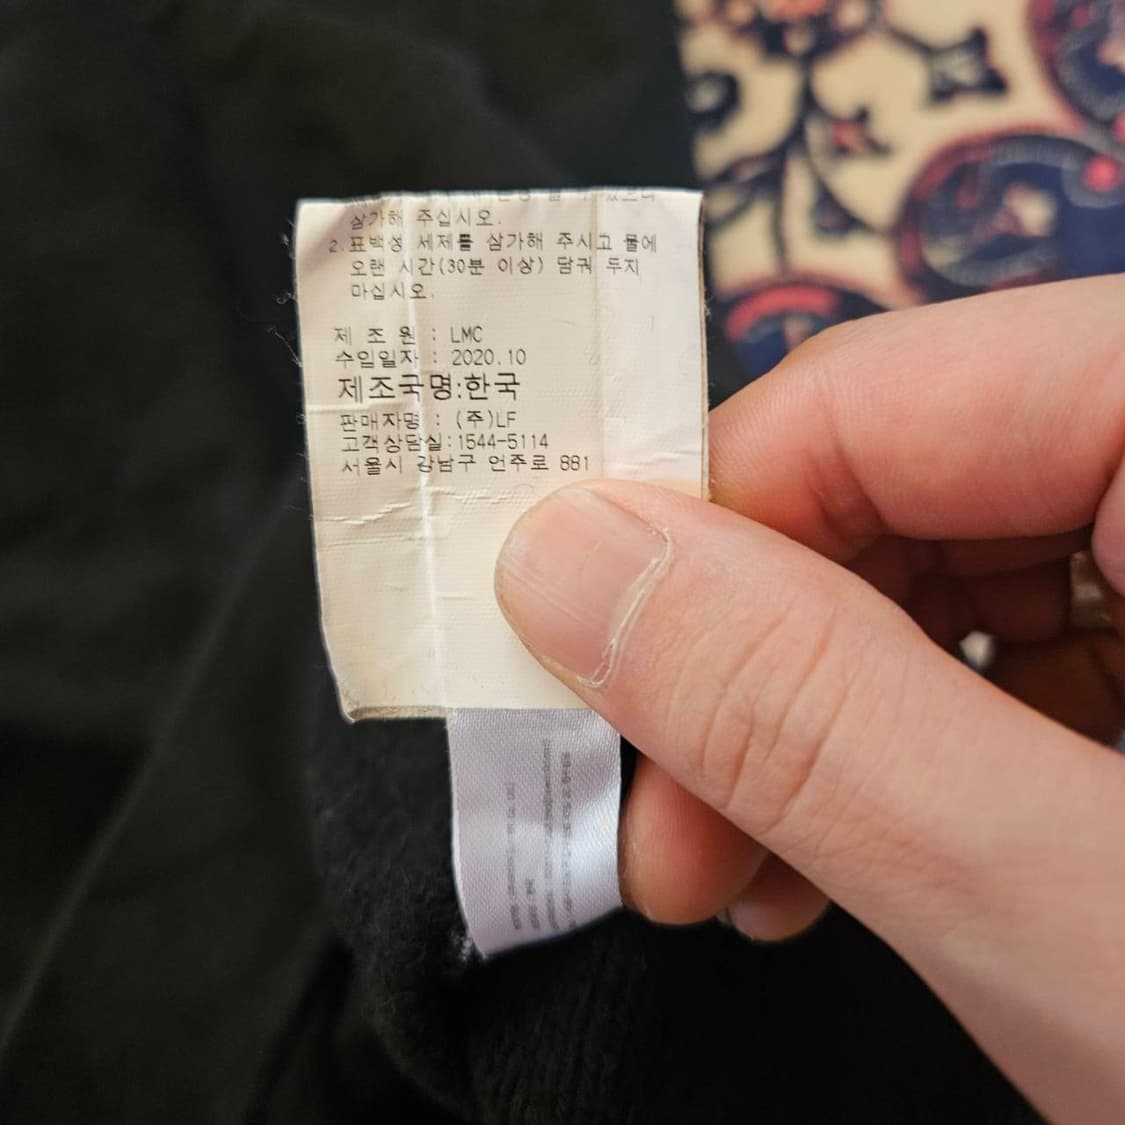 삼가해 주십시오.
2.표백성 세제를 삼가해 주시고 물에
오랜 시간(30분 이상) 담궈 두지
마십시오.
제 조 원 : LMC
수입일자 : 2020.10
제조국명:한국
판매자명 : (주)LF
고객상담실:1544-5114
서울시 강남구 언주로 881